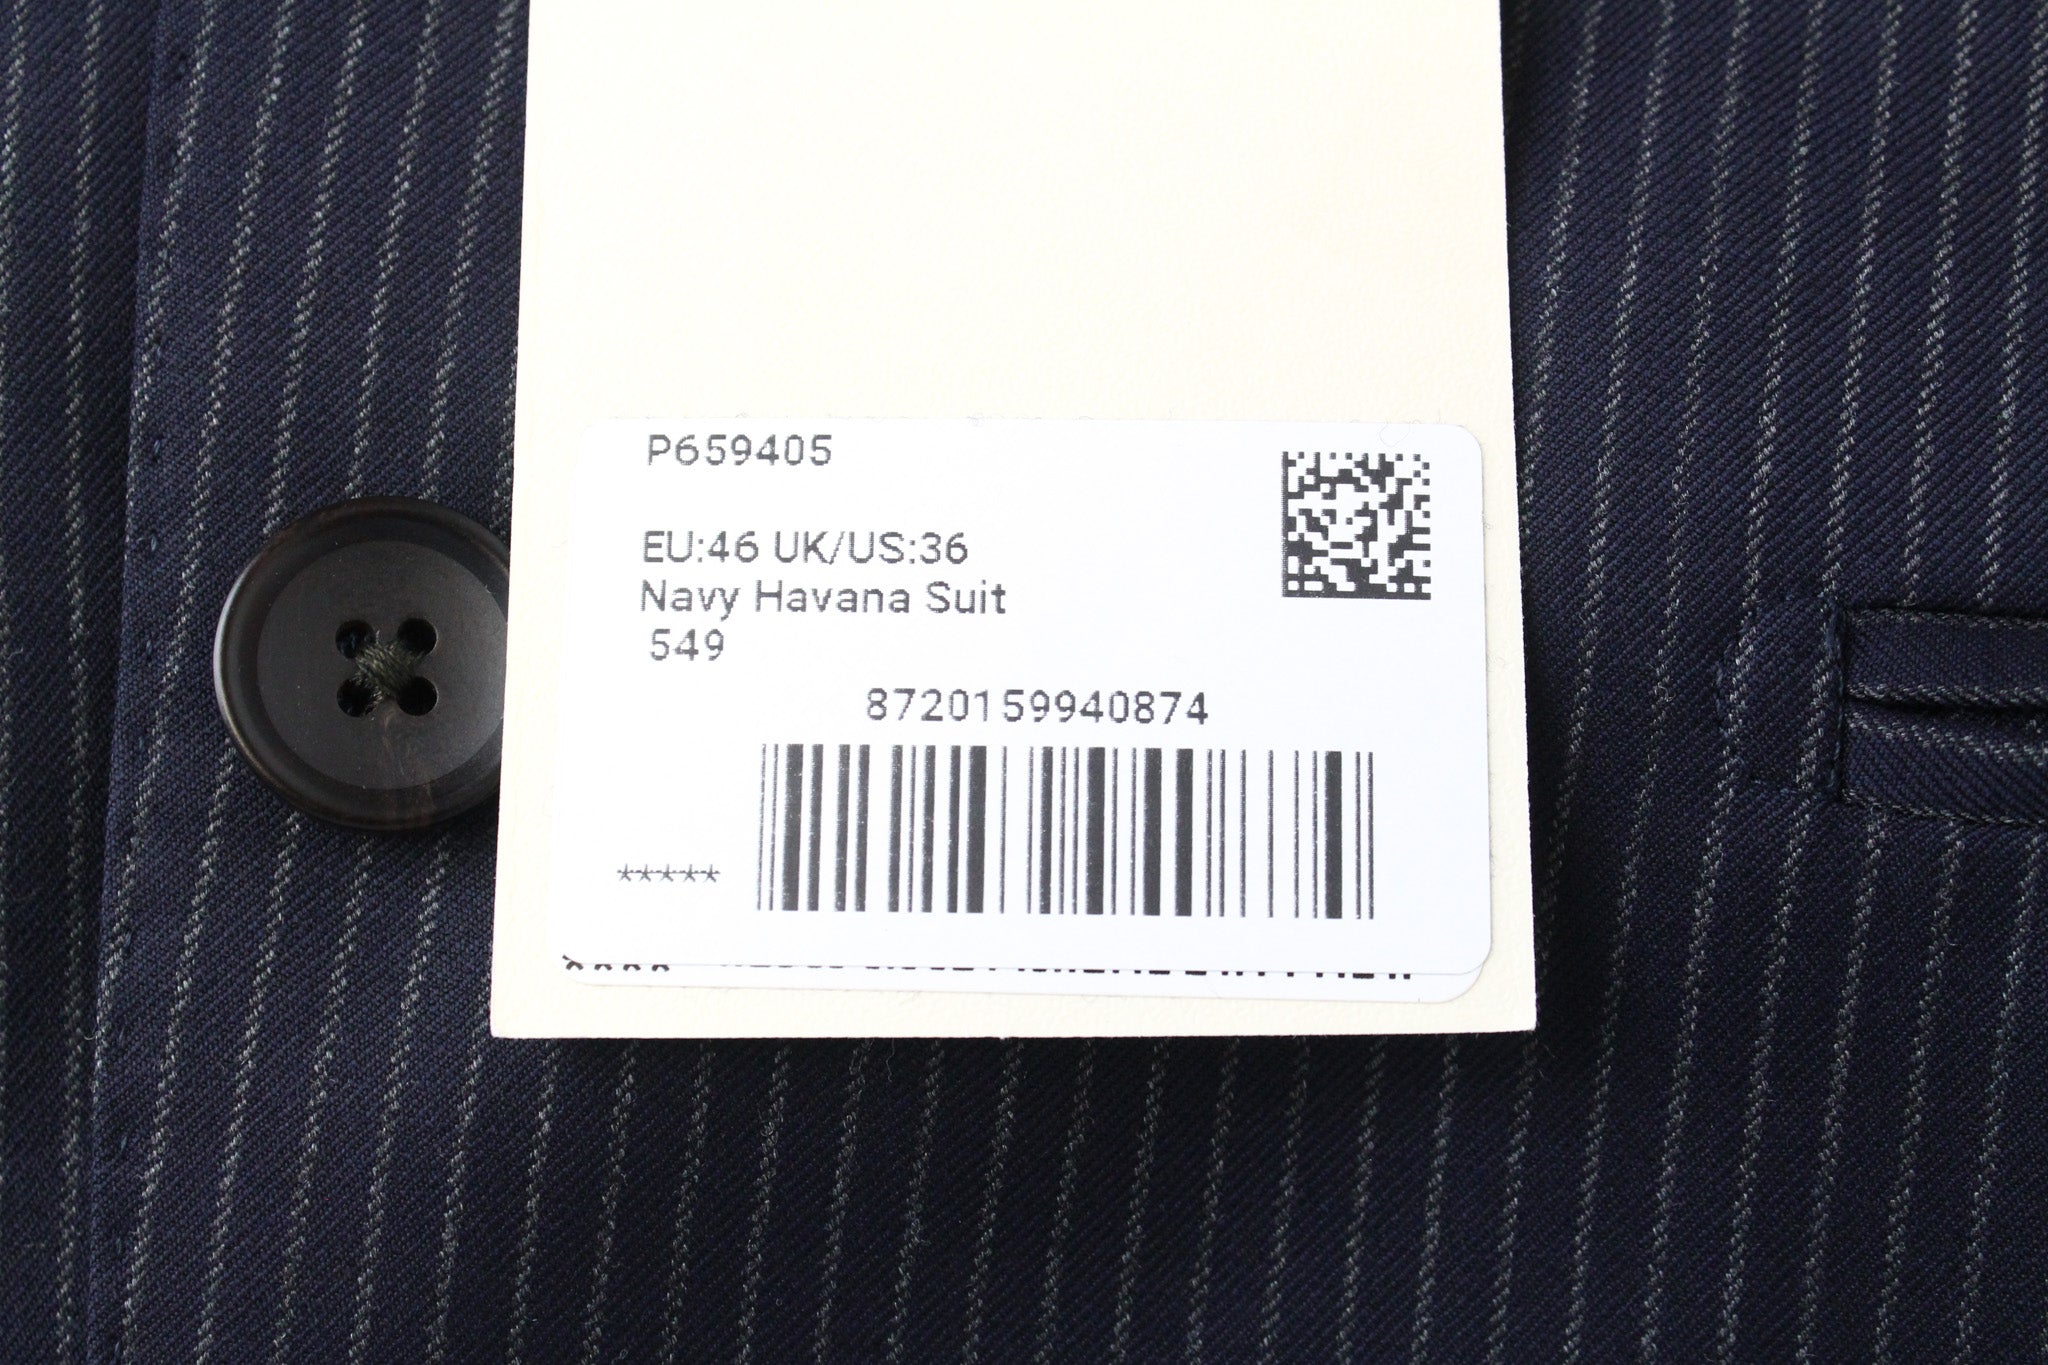 P659405
EU:46 UK/US:36
Navy Havana Suit
549
8720159940874
*****